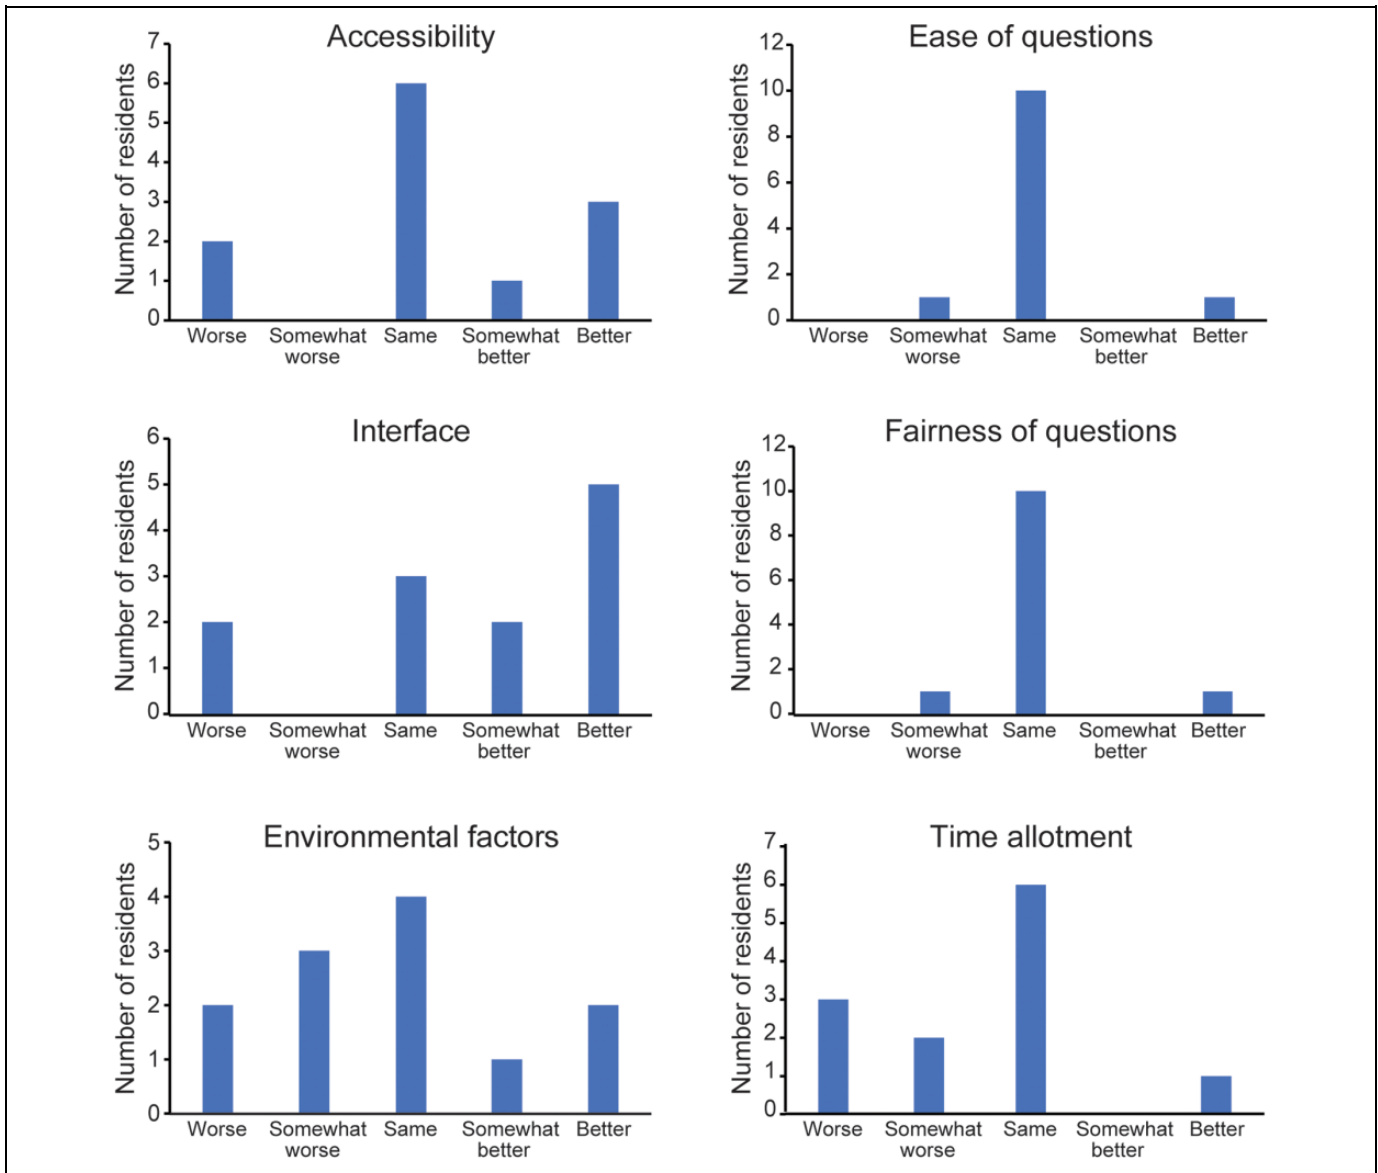 Accessibility
Number of residents
7
6
5
4
3
2
1
0
Worse Somewhat Same Somewhat Better
worse better
Ease of questions
Number of residents
12
10
8
6
4
2
0
Worse Somewhat Same Somewhat Better
worse better
Interface
Number of residents
6
5
4
3
2
1
0
Worse Somewhat Same Somewhat Better
worse better
Fairness of questions
Number of residents
12
10
8
6
4
2
0
Worse Somewhat Same Somewhat Better
worse better
Environmental factors
Number of residents
5
4
3
2
1
0
Worse Somewhat Same Somewhat Better
worse better
Time allotment
Number of residents
7
6
5
4
3
2
1
0
Worse Somewhat Same Somewhat Better
worse better